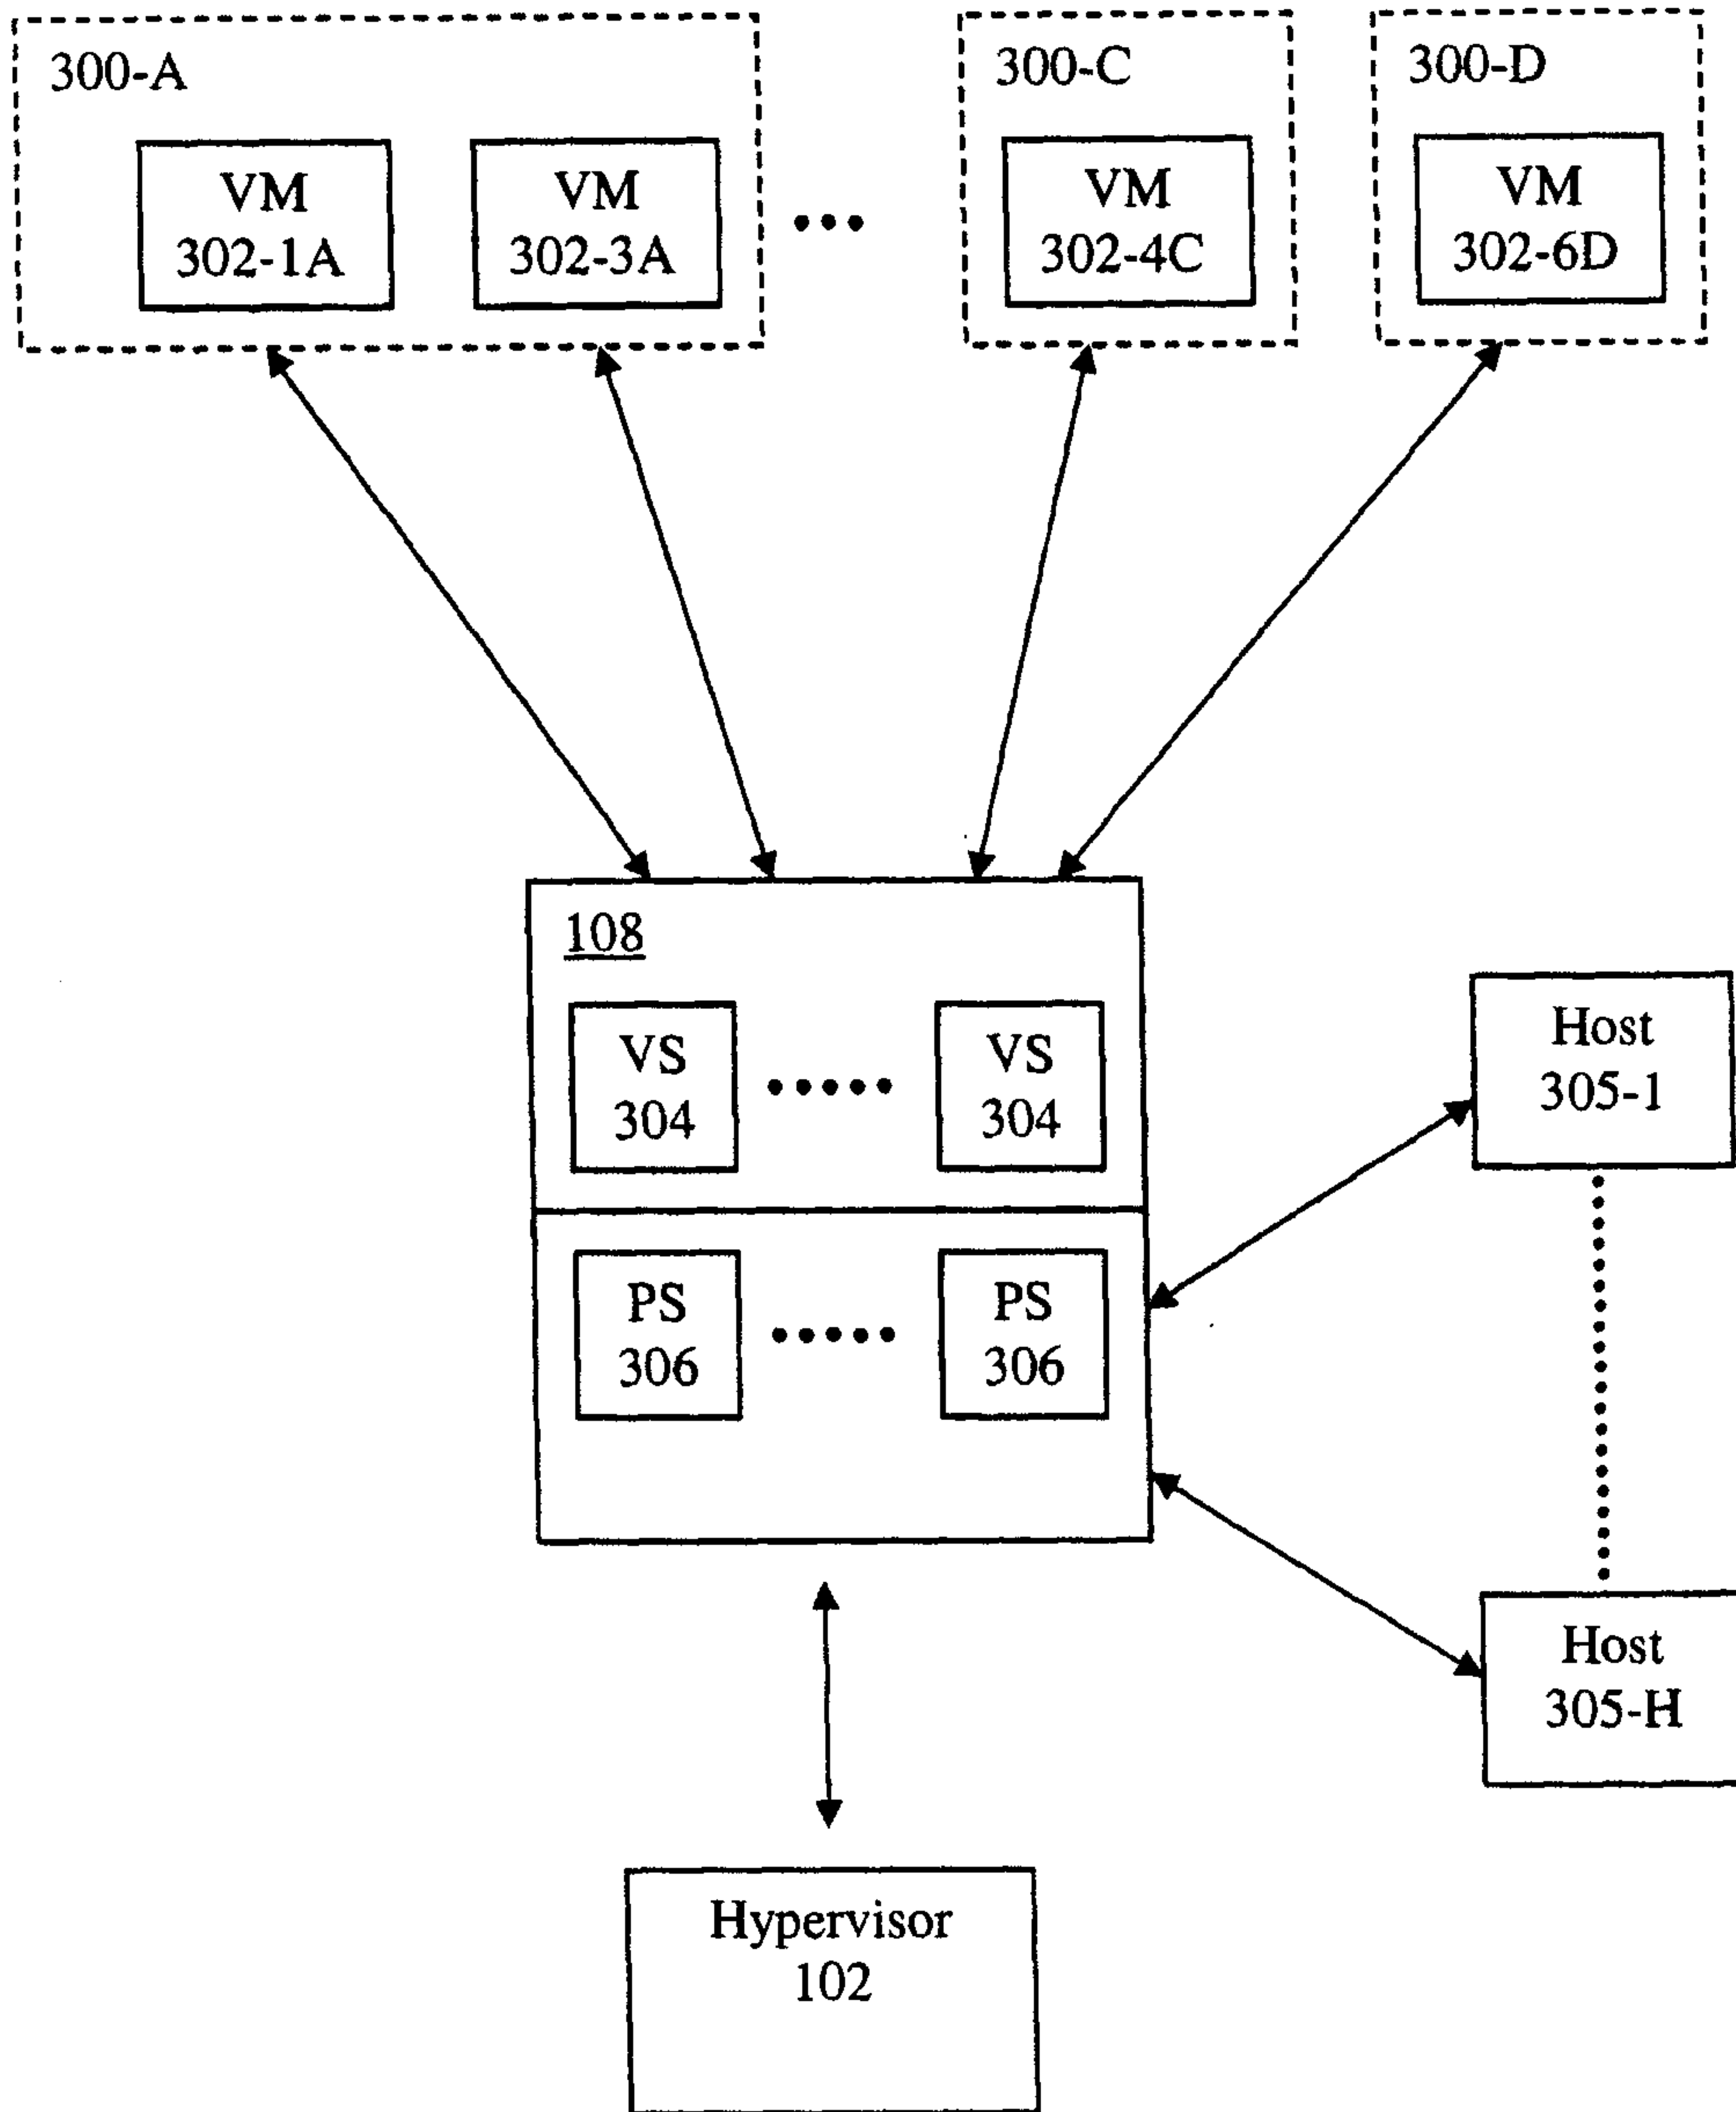 300-A
300-C
300-D
VM
302-1A
VM
302-3A
VM
302-4C
VM
302-6D
108
VS
304
VS
304
Host
305-1
PS
306
PS
306
Host
305-H
Hypervisor
102